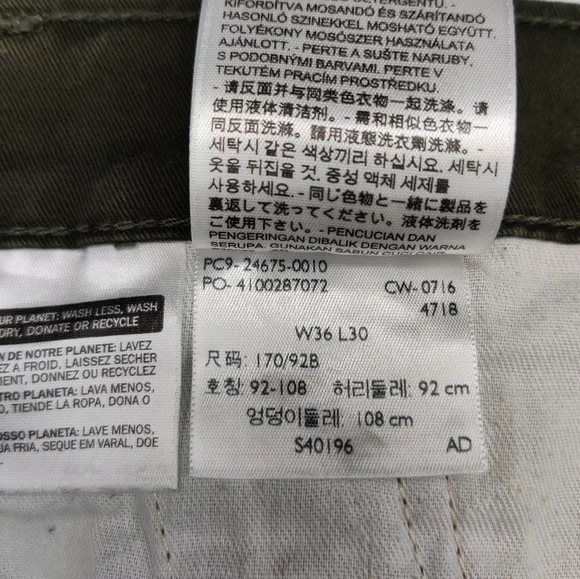 KIFORDÍTVA MOSANDÓ ÉS SZÁRÍTANDÓ
HASONLÓ SZINEKKEL MOSHATÓ EGYÜTT.
FOLYÉKONY MOSÓSZER HASZNÁLATA
AJÁNLOTT. - PERTE A SUŠTE NARUBY,
S PODOBNÝMI BARVAMI. PERTE V
TEKUTÉM PRACÍM PROSTŘEDKU.
- 请反面并与同类色衣物一起洗涤。请
使用液体清洁剂。- 需和相似色衣物一
同反面洗滌。請用液態洗衣劑洗滌。-
세탁시 같은 색상끼리 하십시요. 세탁시
옷을 뒤집을 것. 중성 액체 세제를
사용하세요. - 同じ色物と一緒に製品を
裏返して洗ってください。液体洗剤を
ご使用下さい。- PENCUCIAN DAN
PENGERINGAN DIBALIK DENGAN WARNA
SERUPA. GUNAKAN SABUN
PC9- 24675-0010
PO- 4100287072 CW- 0716
4718
W36 L30
尺码: 170/92B
호칭: 92-108 허리둘레: 92 cm
엉덩이둘레: 108 cm
S40196 AD
UR PLANET: WASH LESS, WASH
DRY, DONATE OR RECYCLE
N DE NOTRE PLANETE: LAVEZ
EZ A FROID. LAISSEZ SECHER
MENT, DONNEZ OU RECYCLEZ
TRO PLANETA: LAVA MENOS,
O, TIENDE LA ROPA, DONA O
OSSO PLANETA: LAVE MENOS,
UA FRIA, SEQUE EM VARAL, DOE